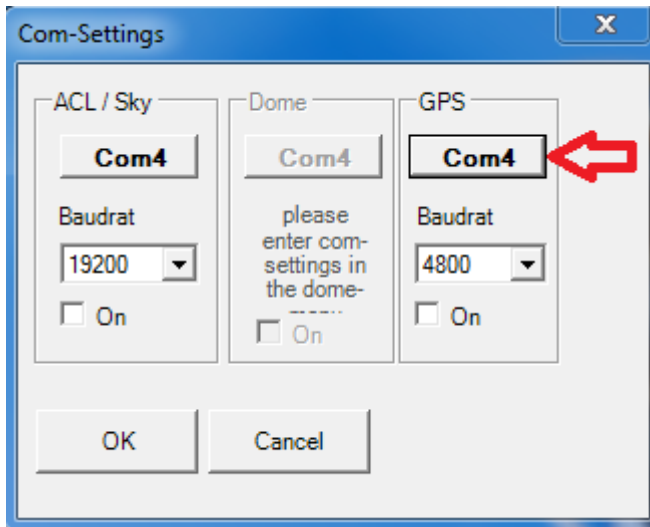 Com-Settings
ACL / Sky
Com4
Baudrat
19200
On
Dome
Com4
please
enter com-
settings in
the dome-
On
GPS
Com4
Baudrat
4800
On
OK
Cancel